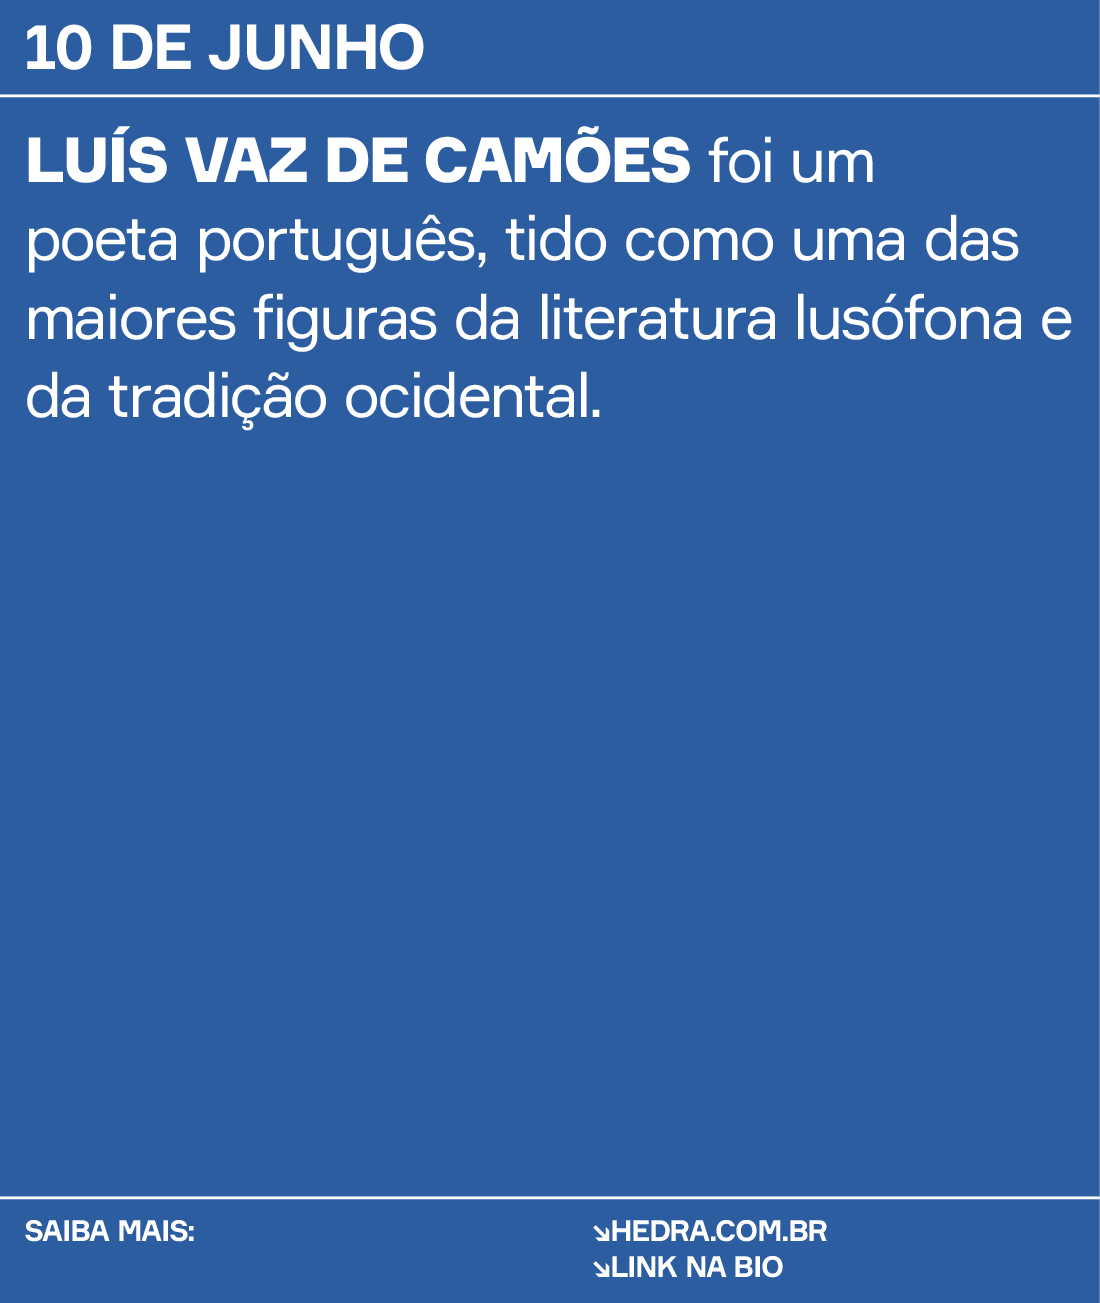 10 DE JUNHO
LUÍS VAZ DE CAMÕES foi um
poeta português, tido como uma das
maiores figuras da literatura lusófona e
da tradição ocidental.
SAIBA MAIS:
↘HEDRA.COM.BR
↘LINK NA BIO